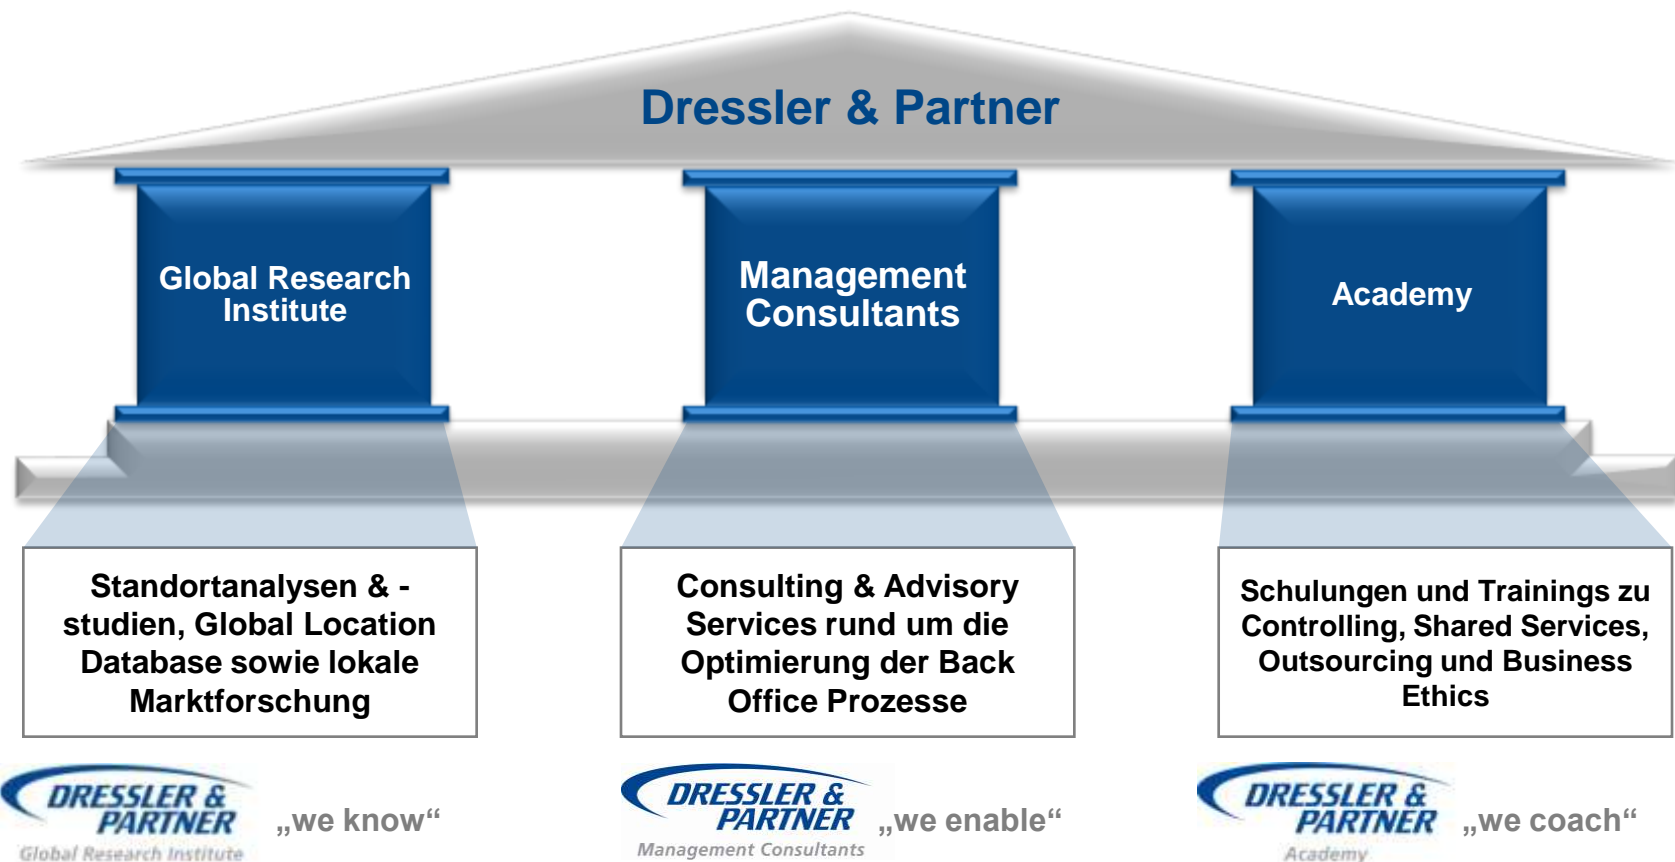 Dressler & Partner
Global Research
Institute
Management
Consultants
Academy
Standortanalysen & -
studien, Global Location
Database sowie lokale
Marktforschung
Consulting & Advisory
Services rund um die
Optimierung der Back
Office Prozesse
Schulungen und Trainings zu
Controlling, Shared Services,
Outsourcing und Business
Ethics
DRESSLER &
PARTNER
Global Research Institute
„we know“
DRESSLER &
PARTNER
Management Consultants
„we enable“
DRESSLER &
PARTNER
Academy
„we coach“